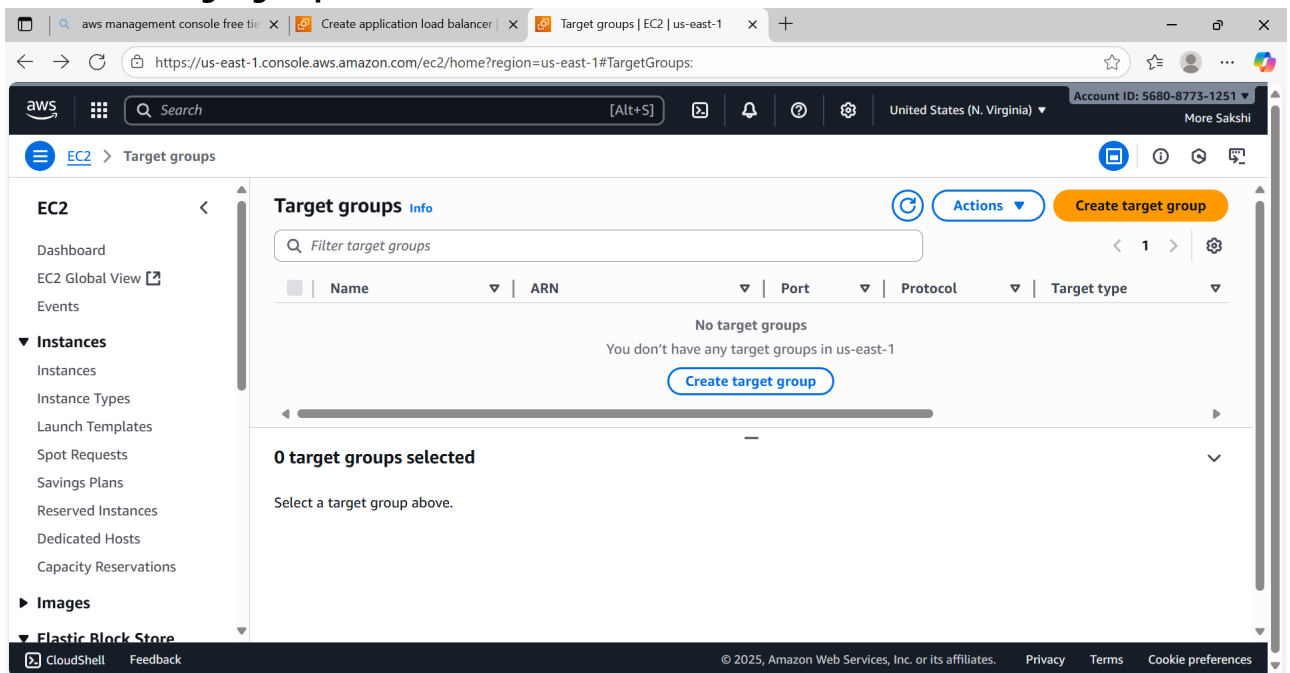 aws management console free tie
Create application load balancer
Target groups | EC2 | us-east-1
https://us-east-1.console.aws.amazon.com/ec2/home?region=us-east-1#TargetGroups:
aws
Search [Alt+S]
United States (N. Virginia)
Account ID: 5680-8773-1251
More Sakshi
EC2 > Target groups
EC2
Dashboard
EC2 Global View
Events
Instances
Instances
Instance Types
Launch Templates
Spot Requests
Savings Plans
Reserved Instances
Dedicated Hosts
Capacity Reservations
Images
Elastic Block Store
Target groups Info
Actions
Create target group
Filter target groups
1
Name ARN Port Protocol Target type
No target groups
You don't have any target groups in us-east-1
Create target group
0 target groups selected
Select a target group above.
CloudShell Feedback © 2025, Amazon Web Services, Inc. or its affiliates. Privacy Terms Cookie preferences